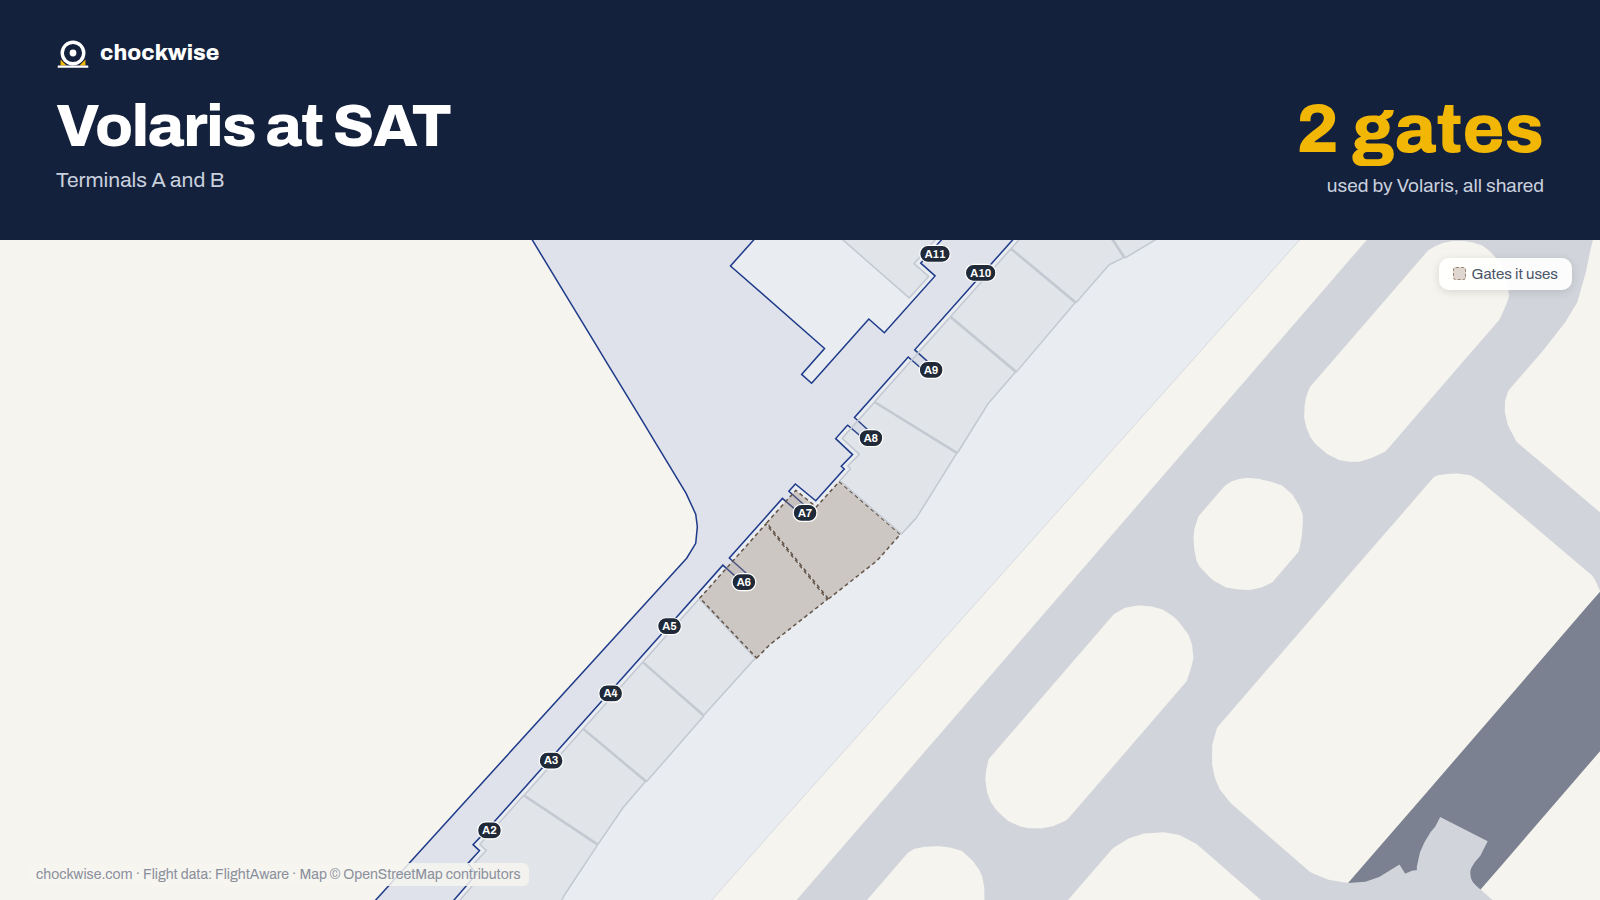 chockwise
Volaris at SAT
Terminals A and B
2 gates
used by Volaris, all shared
Gates it uses
A11
A10
A9
A8
A7
A6
A5
A4
A3
A2
chockwise.com · Flight data: FlightAware · Map © OpenStreetMap contributors